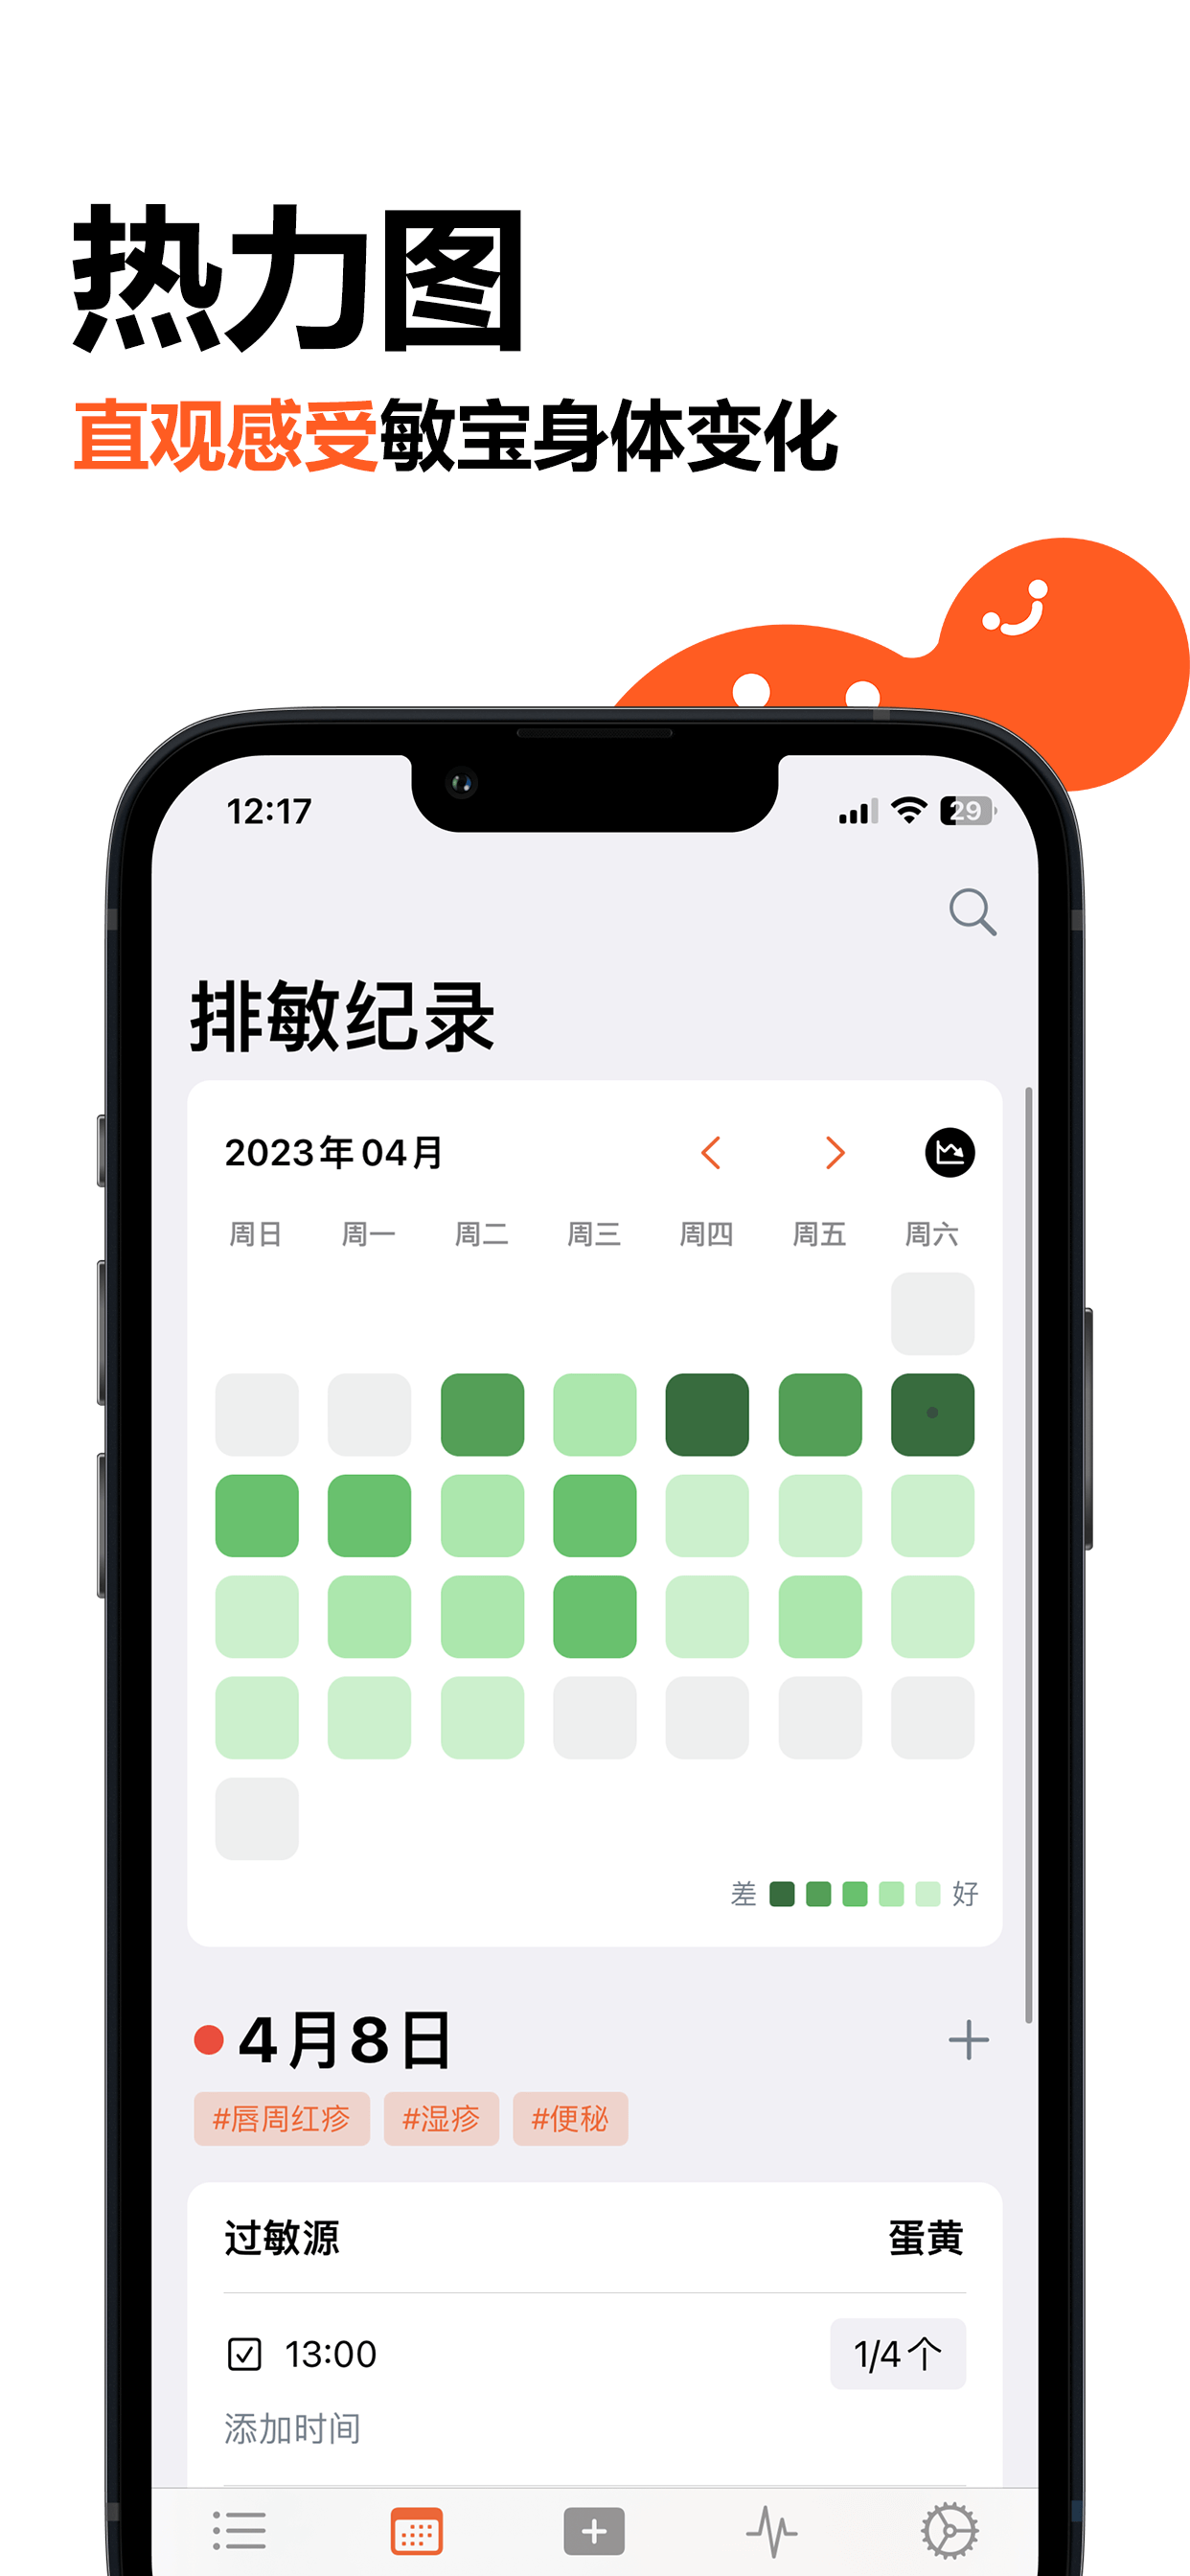 热力图
直观感受敏宝身体变化
12:17
29
排敏纪录
2023年04月
周日 周一 周二 周三 周四 周五 周六
差 好
4月8日
#唇周红疹 #湿疹 #便秘
过敏源 蛋黄
13:00 1/4个
添加时间